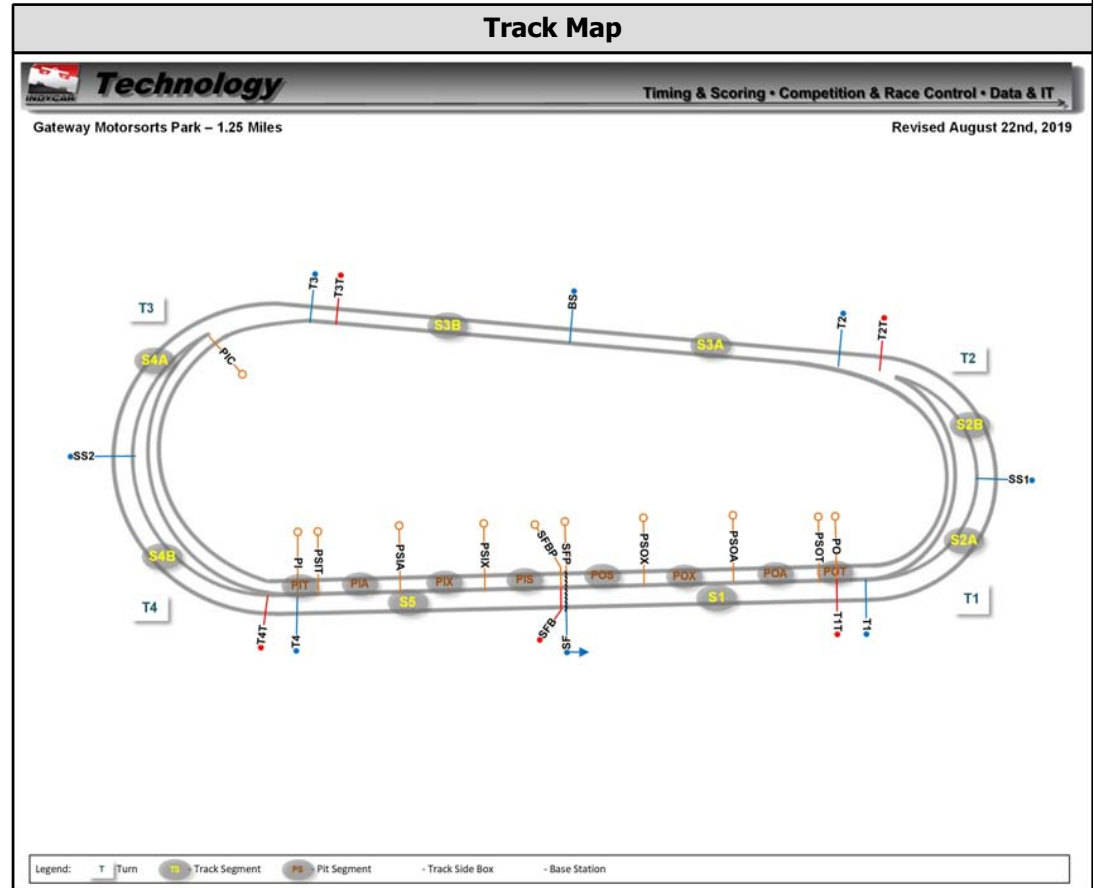 Track Map
INDYCAR Technology
Timing & Scoring • Competition & Race Control • Data & IT
Gateway Motorsorts Park – 1.25 Miles
Revised August 22nd, 2019
T3
T3T
BS
T2
T2T
T3
S3B
S3A
T2
S4A
PIC
S2B
SS2
SS1
S4B
S2A
PI
PSIT
PSIA
PSIX
SFBP
SFP
PSOX
PSOA
PSOT
PO
PIT
PIA
PIX
PIS
POS
POX
POA
POT
S5
S1
T4
T1
T4T
T4
SFB
SF
T1T
T1
Legend: T Turn TS - Track Segment PS - Pit Segment - Track Side Box - Base Station